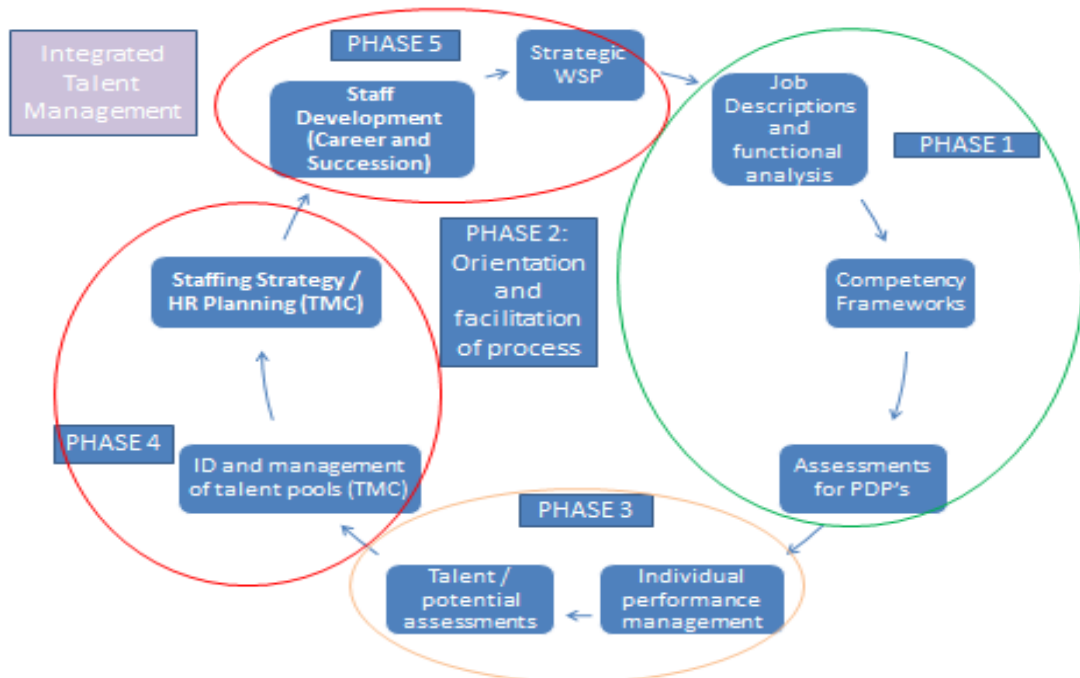 Integrated
Talent
Management
PHASE 5
Strategic
WSP
Staff
Development
(Career and
Succession)
Job
Descriptions
and
functional
analysis
PHASE 1
PHASE 2:
Orientation
and
facilitation
of process
Staffing Strategy /
HR Planning (TMC)
Competency
Frameworks
PHASE 4
ID and management
of talent pools (TMC)
Assessments
for PDP's
PHASE 3
Talent /
potential
assessments
Individual
performance
management